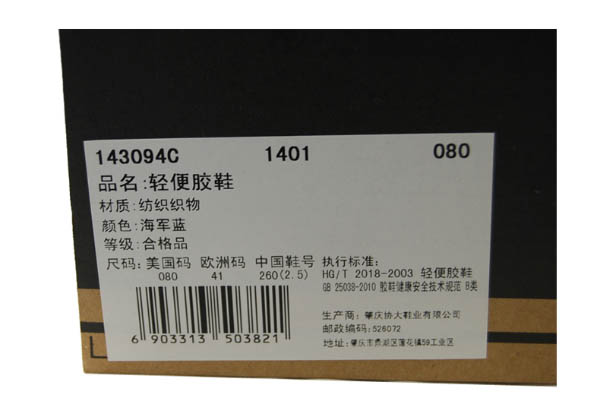 143094C 1401 080
品名:轻便胶鞋
材质:纺织织物
颜色:海军蓝
等级:合格品
尺码: 美国码 欧洲码 中国鞋号
080 41 260(2.5)
执行标准:
HG/T 2018-2003 轻便胶鞋
GB 25038-2010 胶鞋健康安全技术规范 B类
生产商:肇庆协大鞋业有限公司
邮政编码:526072
地址:肇庆市鼎湖区莲花镇59工业区
6 903313 503821